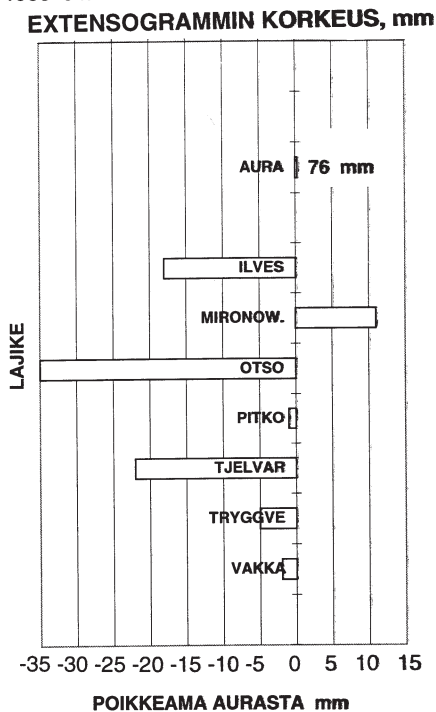 EXTENSOGRAMMIN KORKEUS, mm
AURA 76 mm
ILVES
MIRONOW.
OTSO
PITKO
TJELVAR
TRYGGVE
VAKKA
LAJIKE
-35 -30 -25 -20 -15 -10 -5 0 5 10 15
POIKKEAMA AURASTA mm